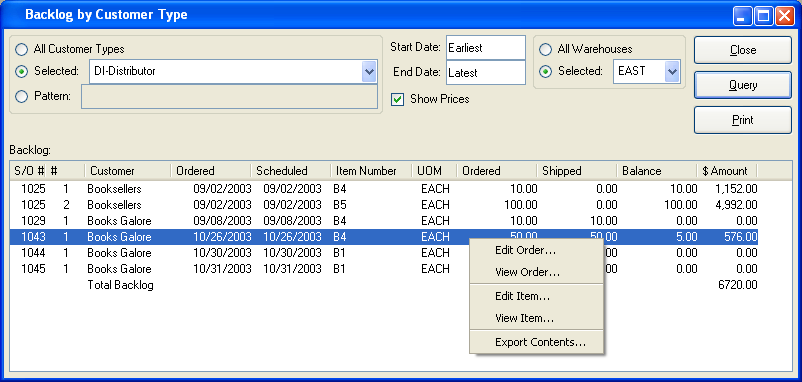 Backlog by Customer Type
All Customer Types
Selected: DI-Distributor
Pattern:
Start Date: Earliest
End Date: Latest
Show Prices
All Warehouses
Selected: EAST
Close
Query
Print
Backlog:
S/O # # Customer Ordered Scheduled Item Number UOM Ordered Shipped Balance $ Amount
1025 1 Booksellers 09/02/2003 09/02/2003 B4 EACH 10.00 0.00 10.00 1,152.00
1025 2 Booksellers 09/02/2003 09/02/2003 B5 EACH 100.00 0.00 100.00 4,992.00
1029 1 Books Galore 09/08/2003 09/08/2003 B4 EACH 10.00 10.00 0.00 0.00
1043 1 Books Galore 10/26/2003 10/26/2003 B4 EACH 50.00 50.00 5.00 576.00
1044 1 Books Galore 10/30/2003 10/30/2003 B1 EACH 0.00 0.00
1045 1 Books Galore 10/31/2003 10/31/2003 B1 EACH 0.00 0.00
Total Backlog 6720.00
Edit Order...
View Order...
Edit Item...
View Item...
Export Contents...